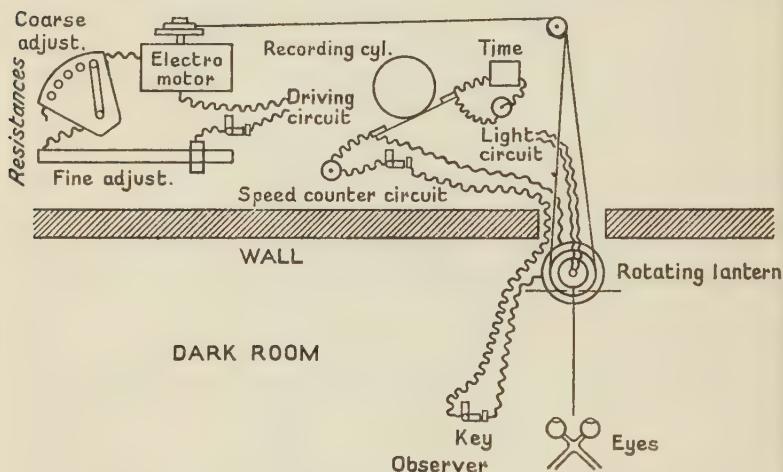 Coarse
adjust.
Resistances
Electro
motor
Recording cyl.
Time
Driving
circuit
Light
circuit
Fine adjust.
Speed counter circuit
WALL
Rotating lantern
DARK ROOM
Key
Observer
Eyes